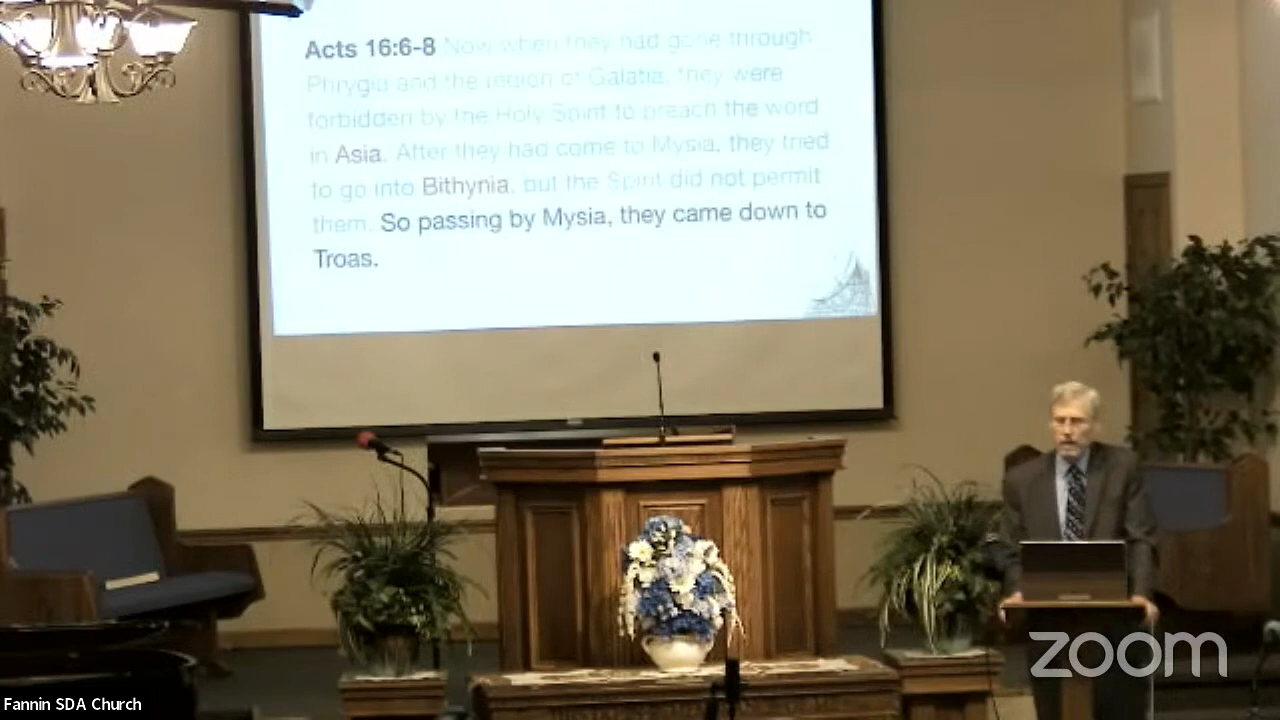 Acts 16:6-8 Now when they had gone through
Phrygia and the region of Galatia, they were
forbidden by the Holy Spirit to preach the word
in Asia. After they had come to Mysia, they tried
to go into Bithynia, but the Spirit did not permit
them. So passing by Mysia, they came down to
Troas.
zoom
Fannin SDA Church